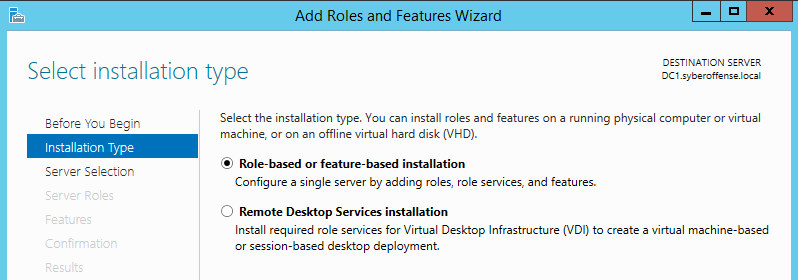 Add Roles and Features Wizard
Select installation type
DESTINATION SERVER
DC1.syberoffense.local
Before You Begin
Installation Type
Server Selection
Server Roles
Features
Confirmation
Results
Select the installation type. You can install roles and features on a running physical computer or virtual
machine, or on an offline virtual hard disk (VHD).
Role-based or feature-based installation
Configure a single server by adding roles, role services, and features.
Remote Desktop Services installation
Install required role services for Virtual Desktop Infrastructure (VDI) to create a virtual machine-based
or session-based desktop deployment.